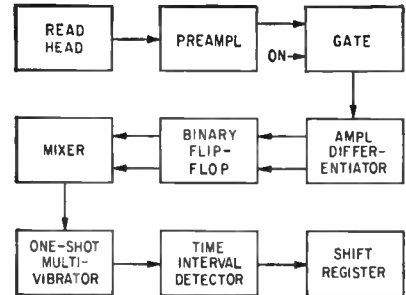 READ
HEAD
PREAMPL
ON
GATE
MIXER
BINARY
FLIP-
FLOP
AMPL
DIFFER-
ENTIATOR
ONE-SHOT
MULTI-
VIBRATOR
TIME
INTERVAL
DETECTOR
SHIFT
REGISTER